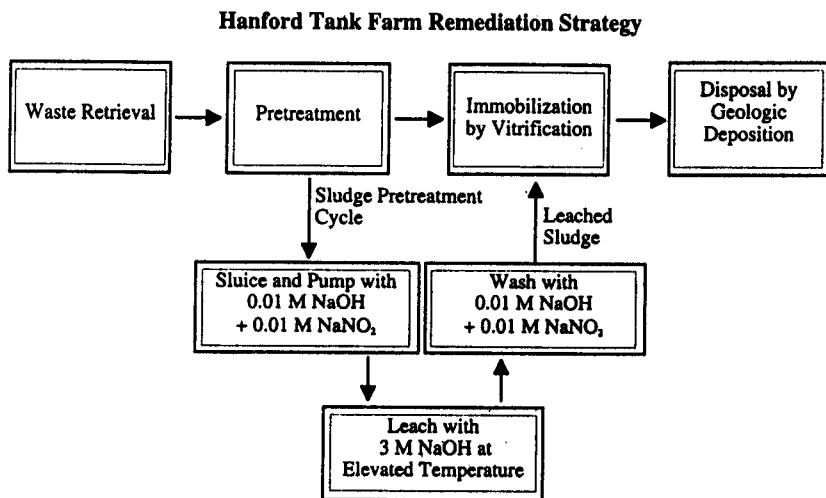 Hanford Tank Farm Remediation Strategy
Waste Retrieval
Pretreatment
Immobilization
by Vitrification
Disposal by
Geologic
Deposition
Sludge Pretreatment
Cycle
Leached
Sludge
Sluice and Pump with
0.01 M NaOH
+ 0.01 M NaNO₂
Wash with
0.01 M NaOH
+ 0.01 M NaNO₂
Leach with
3 M NaOH at
Elevated Temperature